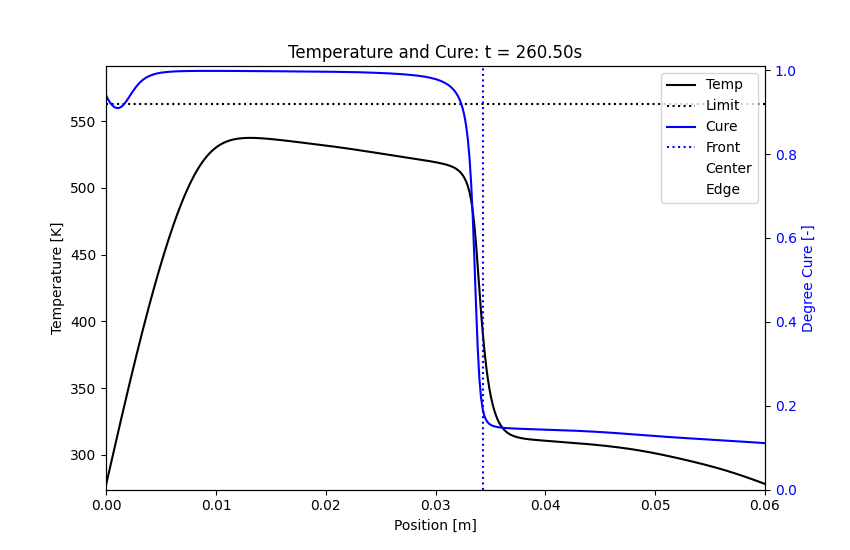 Temperature and Cure: t = 260.50s
Temp
Limit
Cure
Front
Center
Edge
Temperature [K]
550
500
450
400
350
300
Degree Cure [-]
1.0
0.8
0.6
0.4
0.2
0.0
0.00 0.01 0.02 0.03 0.04 0.05 0.06
Position [m]